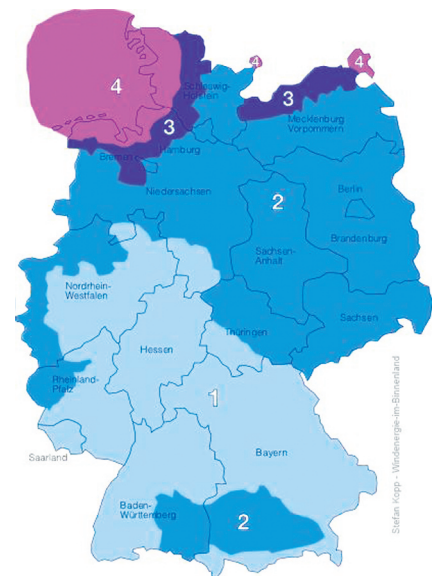 4
4
4
Schleswig-
Holstein
3
3
Mecklenburg
Vorpommern
Hamburg
Bremen
Niedersachsen
2
Berlin
Brandenburg
Sachsen-
Anhalt
Nordrhein-
Westfalen
Sachsen
Thüringen
Hessen
Rheinland-
Pfalz
1
Saarland
Bayern
Baden-
Württemberg
2
Stefan Kopp - Windenergie-im-Binnenland